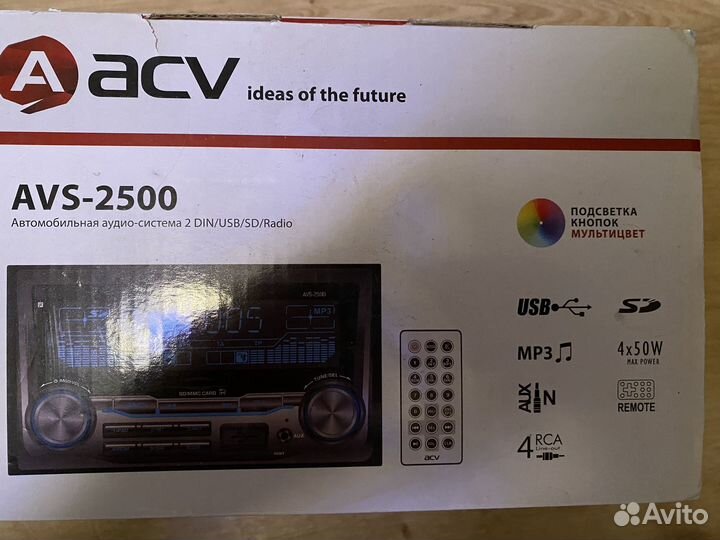 acv ideas of the future
AVS-2500
Автомобильная аудио-система 2 DIN/USB/SD/Radio
ПОДСВЕТКА
КНОПОК
МУЛЬТИЦВЕТ
USB
SD
MP3
4x50W
MAX POWER
AUX IN
REMOTE
4 RCA
Line-out
AVS-2500
MP3
SD/MMC CARD
TUNE/SEL
AUX
acv
Avito